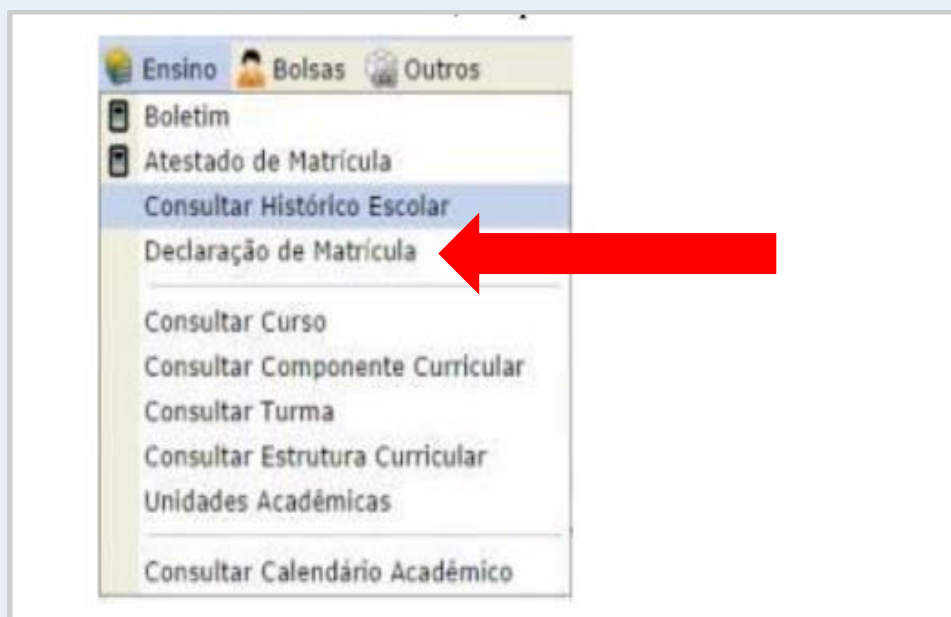 Ensino Bolsas Outros
Boletim
Atestado de Matrícula
Consultar Histórico Escolar
Declaração de Matrícula
Consultar Curso
Consultar Componente Curricular
Consultar Turma
Consultar Estrutura Curricular
Unidades Acadêmicas
Consultar Calendário Acadêmico